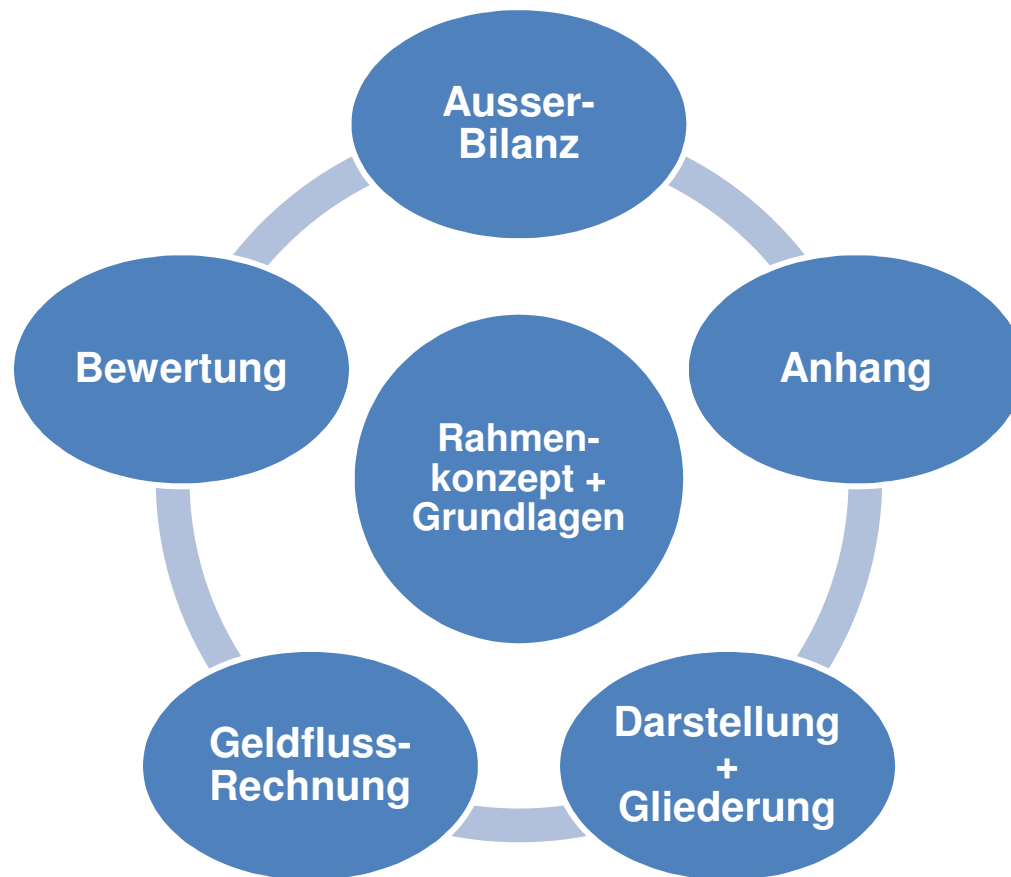 Ausser-
Bilanz
Bewertung
Anhang
Rahmen-
konzept +
Grundlagen
Geldfluss-
Rechnung
Darstellung
+
Gliederung